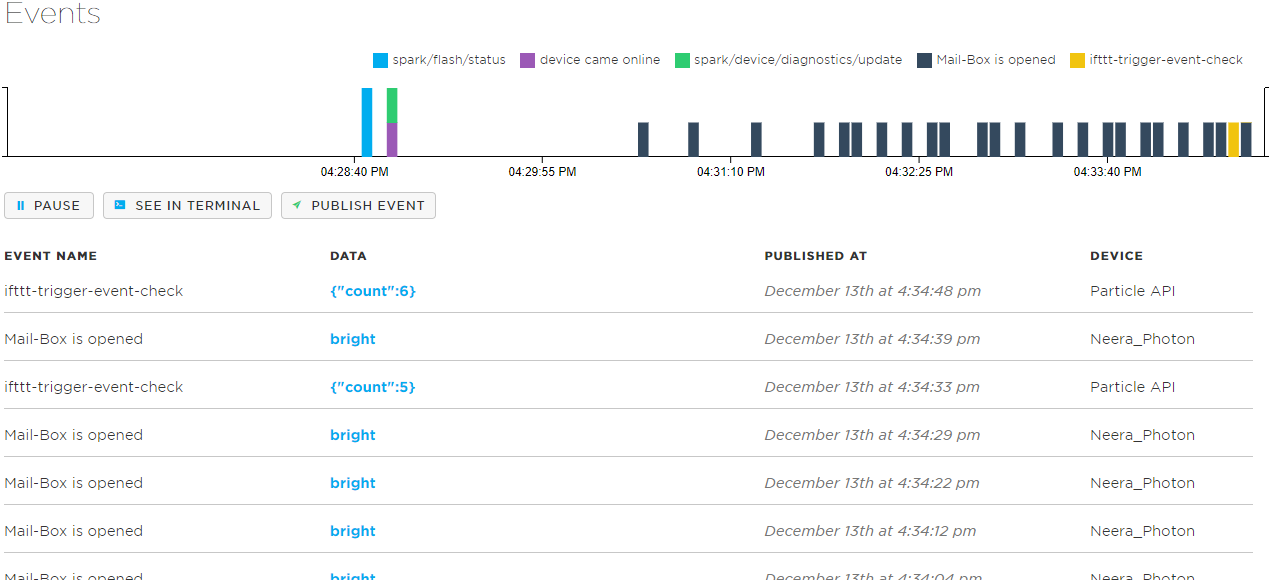 Events
spark/flash/status device came online spark/device/diagnostics/update Mail-Box is opened ifttt-trigger-event-check
04:28:40 PM 04:29:55 PM 04:31:10 PM 04:32:25 PM 04:33:40 PM
PAUSE SEE IN TERMINAL PUBLISH EVENT
EVENT NAME DATA PUBLISHED AT DEVICE
ifttt-trigger-event-check {"count":6} December 13th at 4:34:48 pm Particle API
Mail-Box is opened bright December 13th at 4:34:39 pm Neera_Photon
ifttt-trigger-event-check {"count":5} December 13th at 4:34:33 pm Particle API
Mail-Box is opened bright December 13th at 4:34:29 pm Neera_Photon
Mail-Box is opened bright December 13th at 4:34:22 pm Neera_Photon
Mail-Box is opened bright December 13th at 4:34:12 pm Neera_Photon
Mail-Box is opened bright December 13th at 4:34:04 pm Neera_Photon